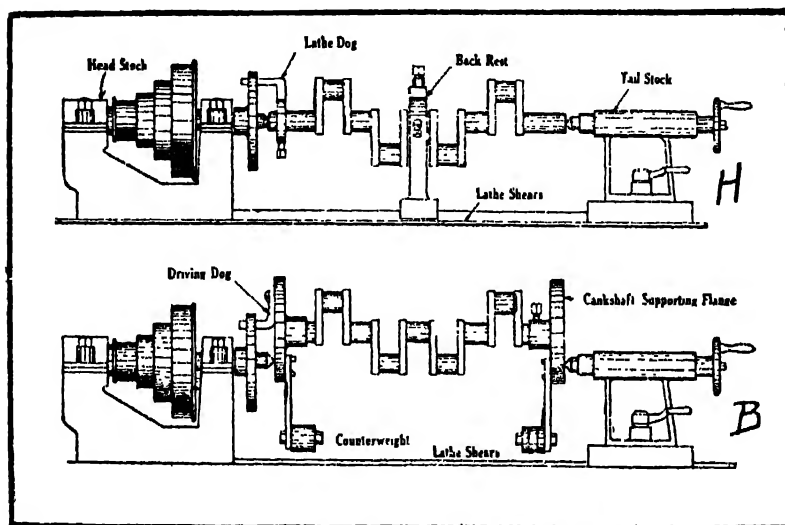 Lathe Dog
Head Stock
Back Rest
Tail Stock
H
Lathe Shears
Driving Dog
Cankshaft Supporting Flange
B
Counterweight
Lathe Shears